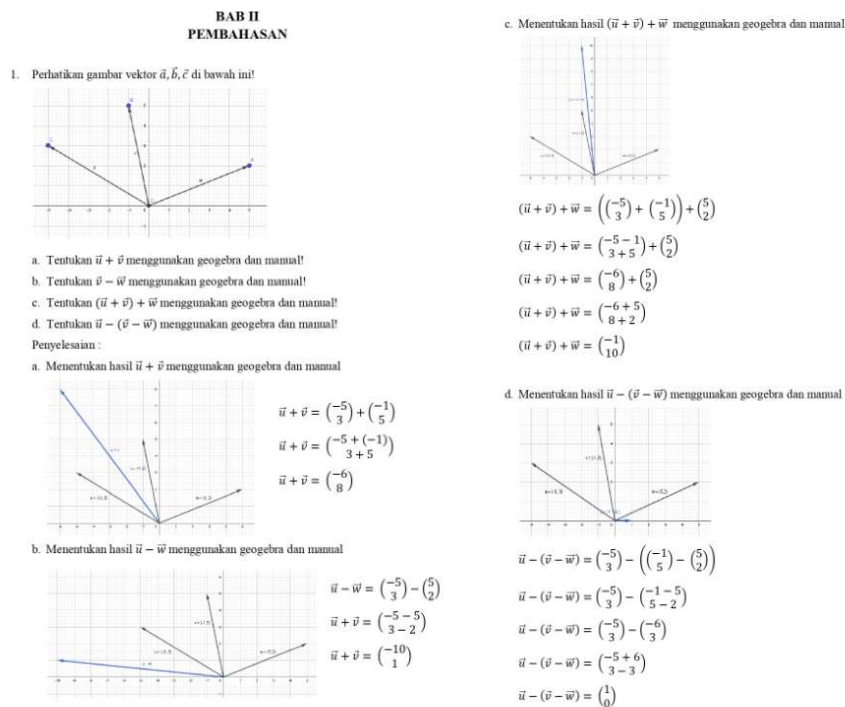 BAB II
PEMBAHASAN
1. Perhatikan gambar vektor a⃗, b⃗, c⃗ di bawah ini!
a. Tentukan u⃗ + v⃗ menggunakan geogebra dan manual!
b. Tentukan v⃗ − w⃗ menggunakan geogebra dan manual!
c. Tentukan (u⃗ + v⃗) + w⃗ menggunakan geogebra dan manual!
d. Tentukan u⃗ − (v⃗ − w⃗) menggunakan geogebra dan manual!
Penyelesaian :
a. Menentukan hasil u⃗ + v⃗ menggunakan geogebra dan manual
u⃗ + v⃗ = (−5 3) + (−1 5)
u⃗ + v⃗ = (−5 + (−1) 3 + 5)
u⃗ + v⃗ = (−6 8)
b. Menentukan hasil u⃗ − w⃗ menggunakan geogebra dan manual
u⃗ − w⃗ = (−5 3) − (5 2)
u⃗ + v⃗ = (−5 − 5 3 − 2)
u⃗ + v⃗ = (−10 1)
c. Menentukan hasil (u⃗ + v⃗) + w⃗ menggunakan geogebra dan manual
(u⃗ + v⃗) + w⃗ = ((−5 3) + (−1 5)) + (5 2)
(u⃗ + v⃗) + w⃗ = (−5 − 1 3 + 5) + (5 2)
(u⃗ + v⃗) + w⃗ = (−6 8) + (5 2)
(u⃗ + v⃗) + w⃗ = (−6 + 5 8 + 2)
(u⃗ + v⃗) + w⃗ = (−1 10)
d. Menentukan hasil u⃗ − (v⃗ − w⃗) menggunakan geogebra dan manual
u⃗ − (v⃗ − w⃗) = (−5 3) − ((−1 5) − (5 2))
u⃗ − (v⃗ − w⃗) = (−5 3) − (−1 − 5 5 − 2)
u⃗ − (v⃗ − w⃗) = (−5 3) − (−6 3)
u⃗ − (v⃗ − w⃗) = (−5 + 6 3 − 3)
u⃗ − (v⃗ − w⃗) = (1 0)